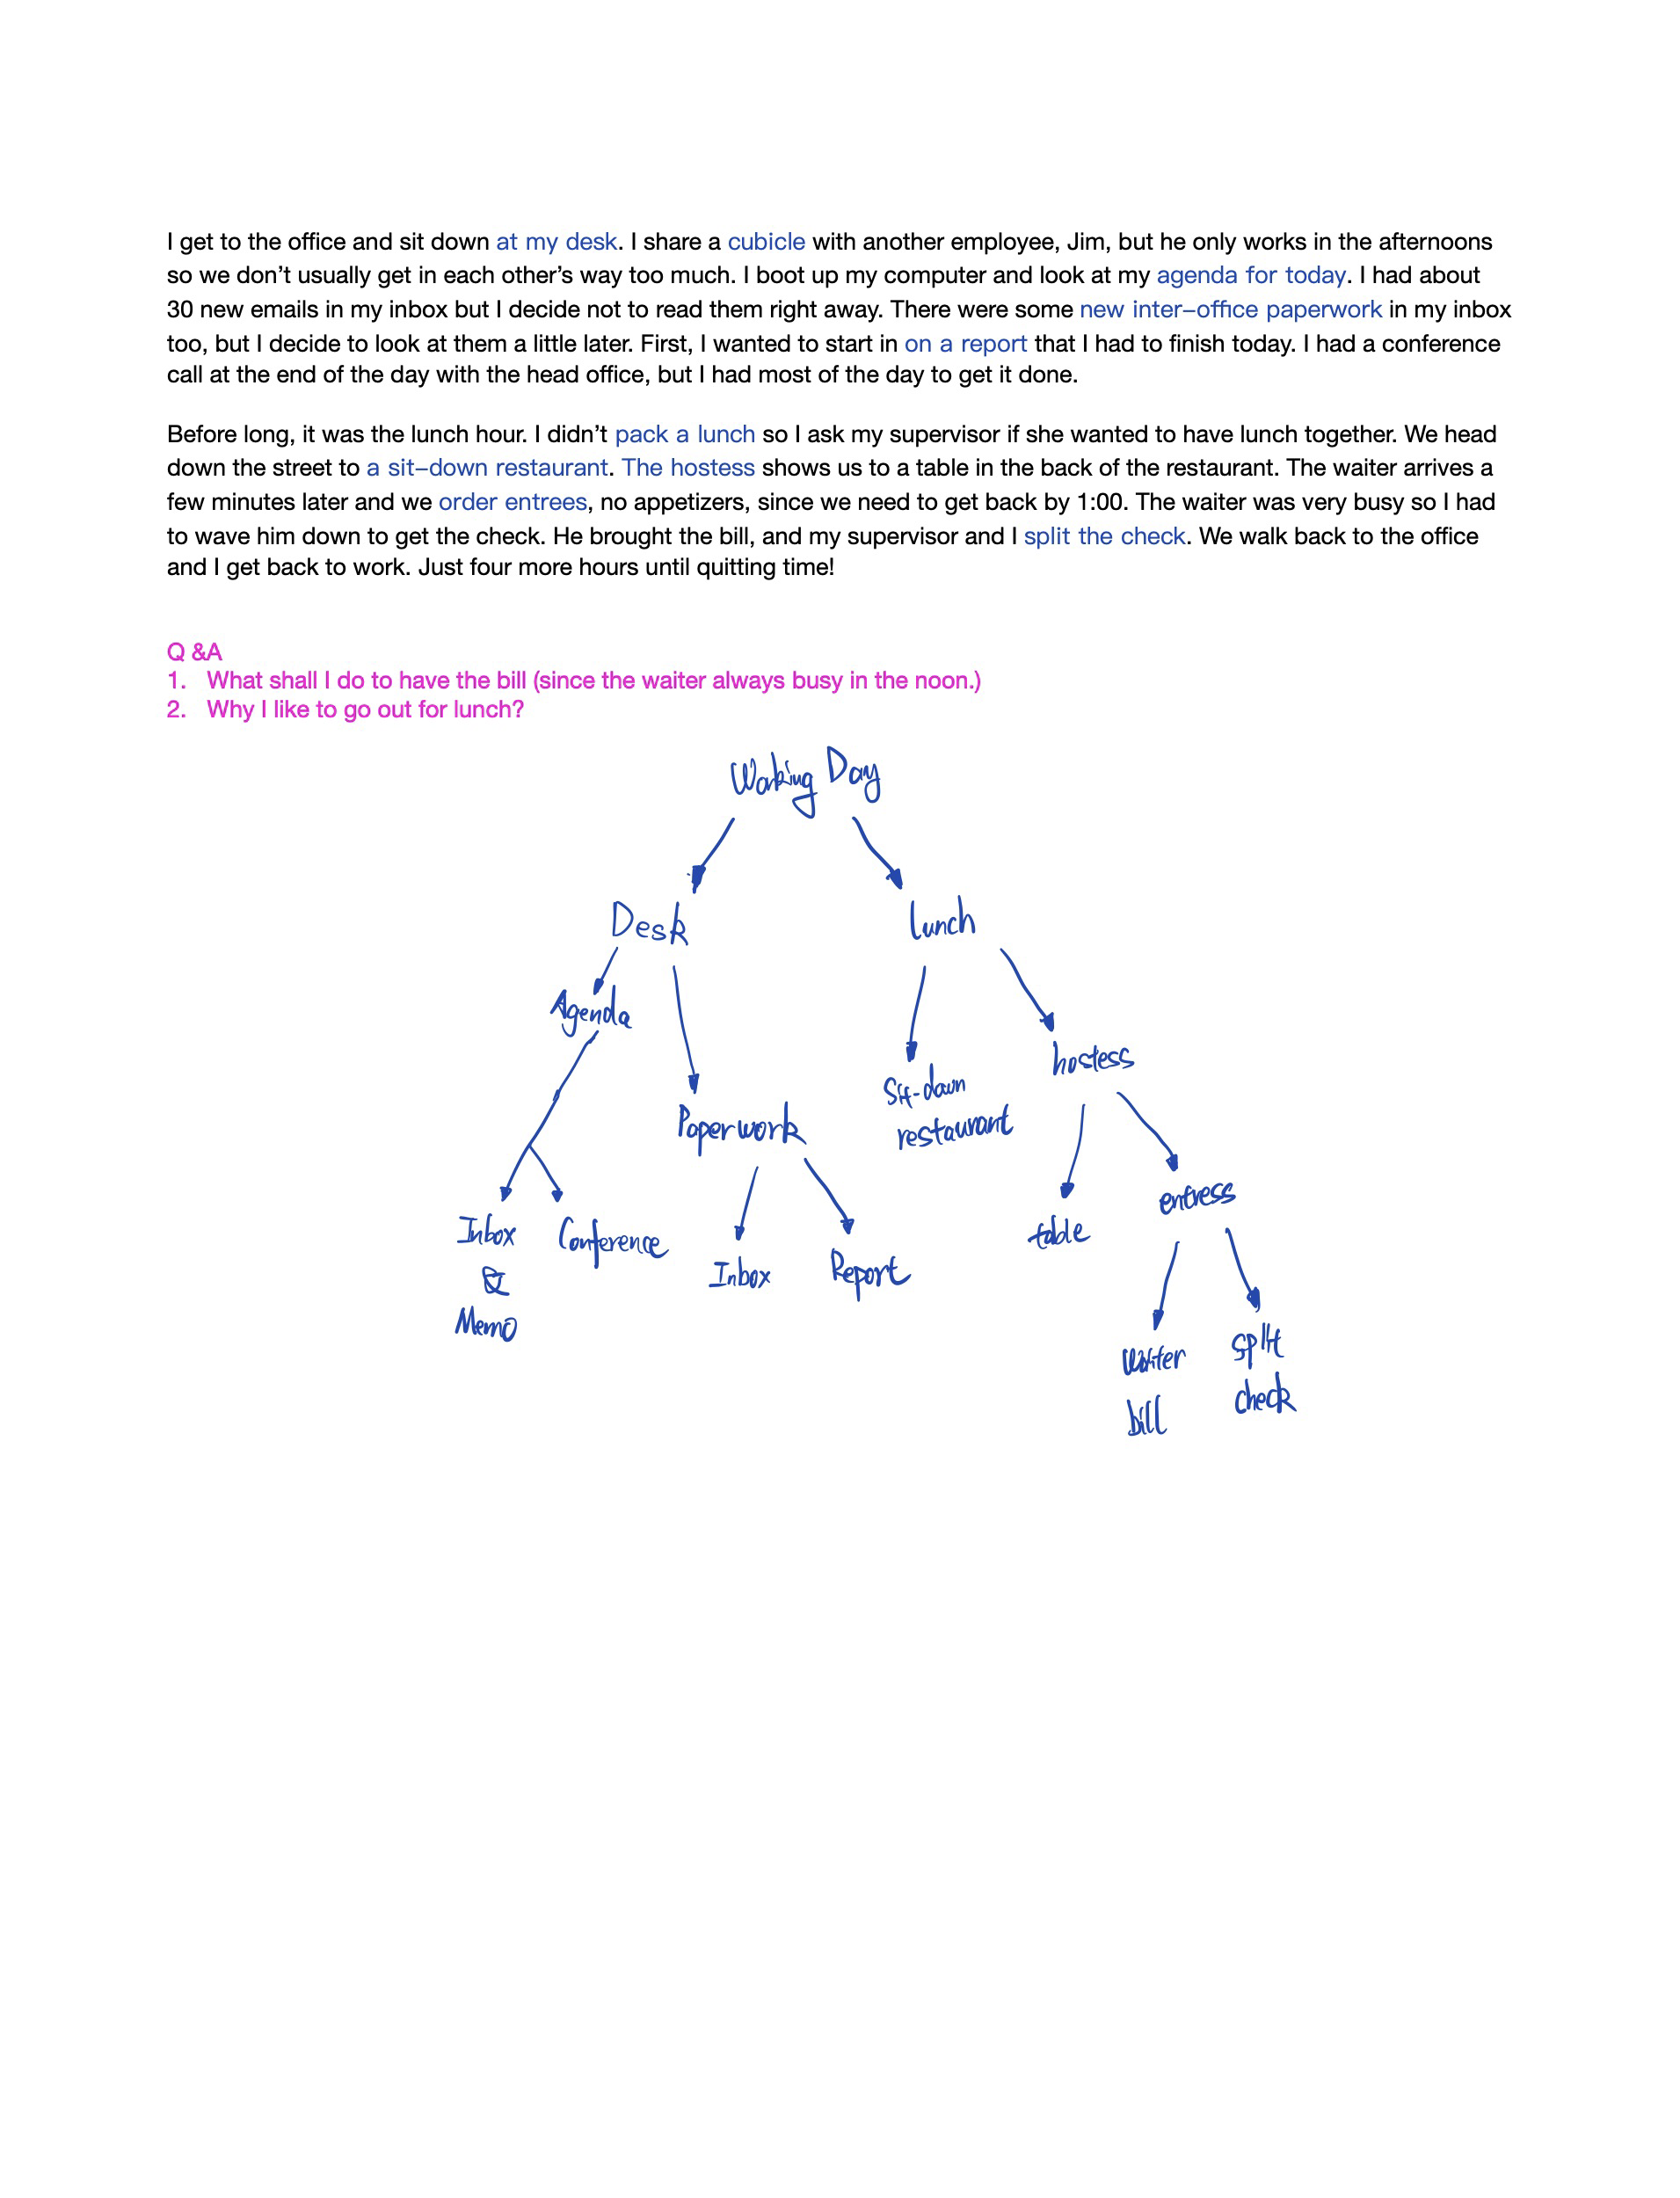 I get to the office and sit down at my desk. I share a cubicle with another employee, Jim, but he only works in the afternoons
so we don’t usually get in each other’s way too much. I boot up my computer and look at my agenda for today. I had about
30 new emails in my inbox but I decide not to read them right away. There were some new inter–office paperwork in my inbox
too, but I decide to look at them a little later. First, I wanted to start in on a report that I had to finish today. I had a conference
call at the end of the day with the head office, but I had most of the day to get it done.
Before long, it was the lunch hour. I didn’t pack a lunch so I ask my supervisor if she wanted to have lunch together. We head
down the street to a sit–down restaurant. The hostess shows us to a table in the back of the restaurant. The waiter arrives a
few minutes later and we order entrees, no appetizers, since we need to get back by 1:00. The waiter was very busy so I had
to wave him down to get the check. He brought the bill, and my supervisor and I split the check. We walk back to the office
and I get back to work. Just four more hours until quitting time!
Q &A
1. What shall I do to have the bill (since the waiter always busy in the noon.)
2. Why I like to go out for lunch?
Working Day
Desk
lunch
Agenda
hostess
Paperwork
Sit-down
restaurant
Inbox
&
Memo
Conference
Inbox
Report
table
entress
waiter
bill
split
check